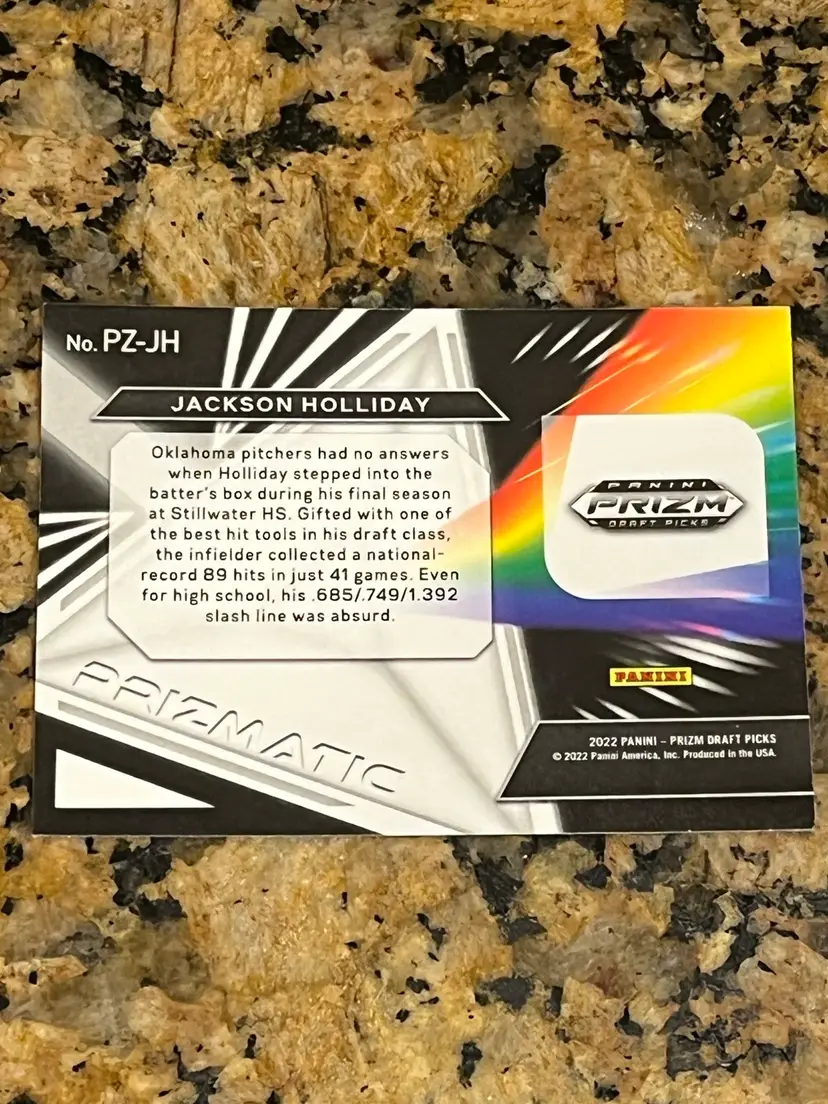 No. PZ-JH
JACKSON HOLLIDAY
Oklahoma pitchers had no answers
when Holliday stepped into the
batter's box during his final season
at Stillwater HS. Gifted with one of
the best hit tools in his draft class,
the infielder collected a national-
record 89 hits in just 41 games. Even
for high school, his .685/.749/1.392
slash line was absurd.
PRIZMATIC
PANINI
PRIZM
DRAFT PICKS
PANINI
2022 PANINI – PRIZM DRAFT PICKS
© 2022 Panini America, Inc. Produced in the USA.